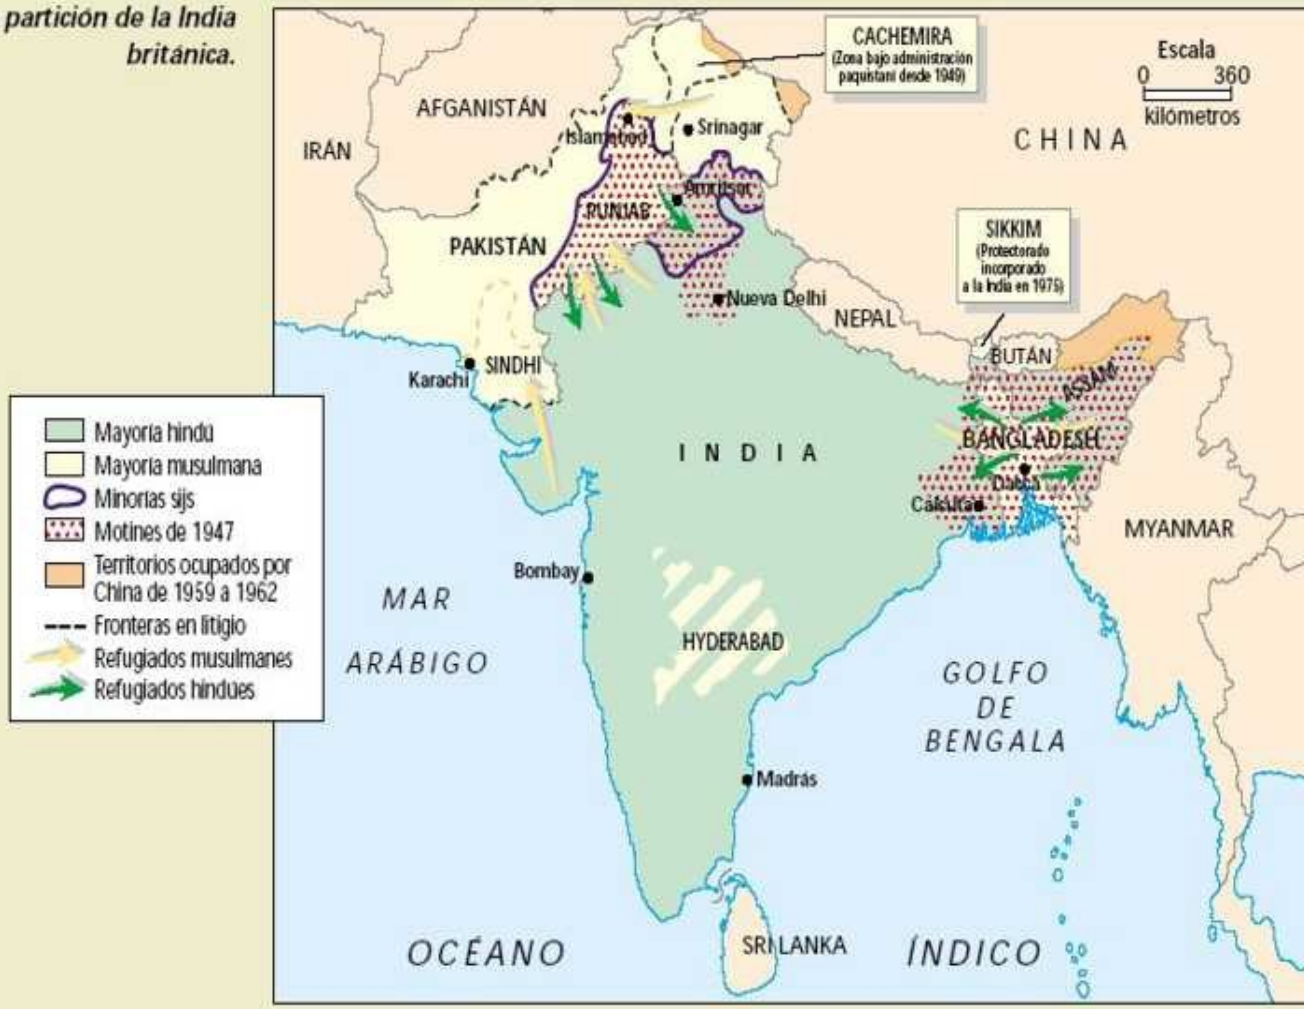 partición de la India
británica.
CACHEMIRA
(Zona bajo administración
paquistaní desde 1949)
Escala
0 360
kilómetros
AFGANISTÁN
IRÁN
CHINA
Islamabad
Srinagar
Amritsar
PUNJAB
PAKISTÁN
SIKKIM
(Protectorado
incorporado
a la India en 1975)
Nueva Delhi
NEPAL
BUTÁN
SINDHI
Karachi
ASSAM
INDIA
BANGLADESH
Dacca
Calcuta
MYANMAR
Mayoría hindú
Mayoría musulmana
Minorías sijs
Motines de 1947
Territorios ocupados por
China de 1959 a 1962
Fronteras en litigio
Refugiados musulmanes
Refugiados hindúes
Bombay
MAR
ARÁBIGO
HYDERABAD
GOLFO
DE
BENGALA
Madrás
SRI LANKA
OCÉANO ÍNDICO